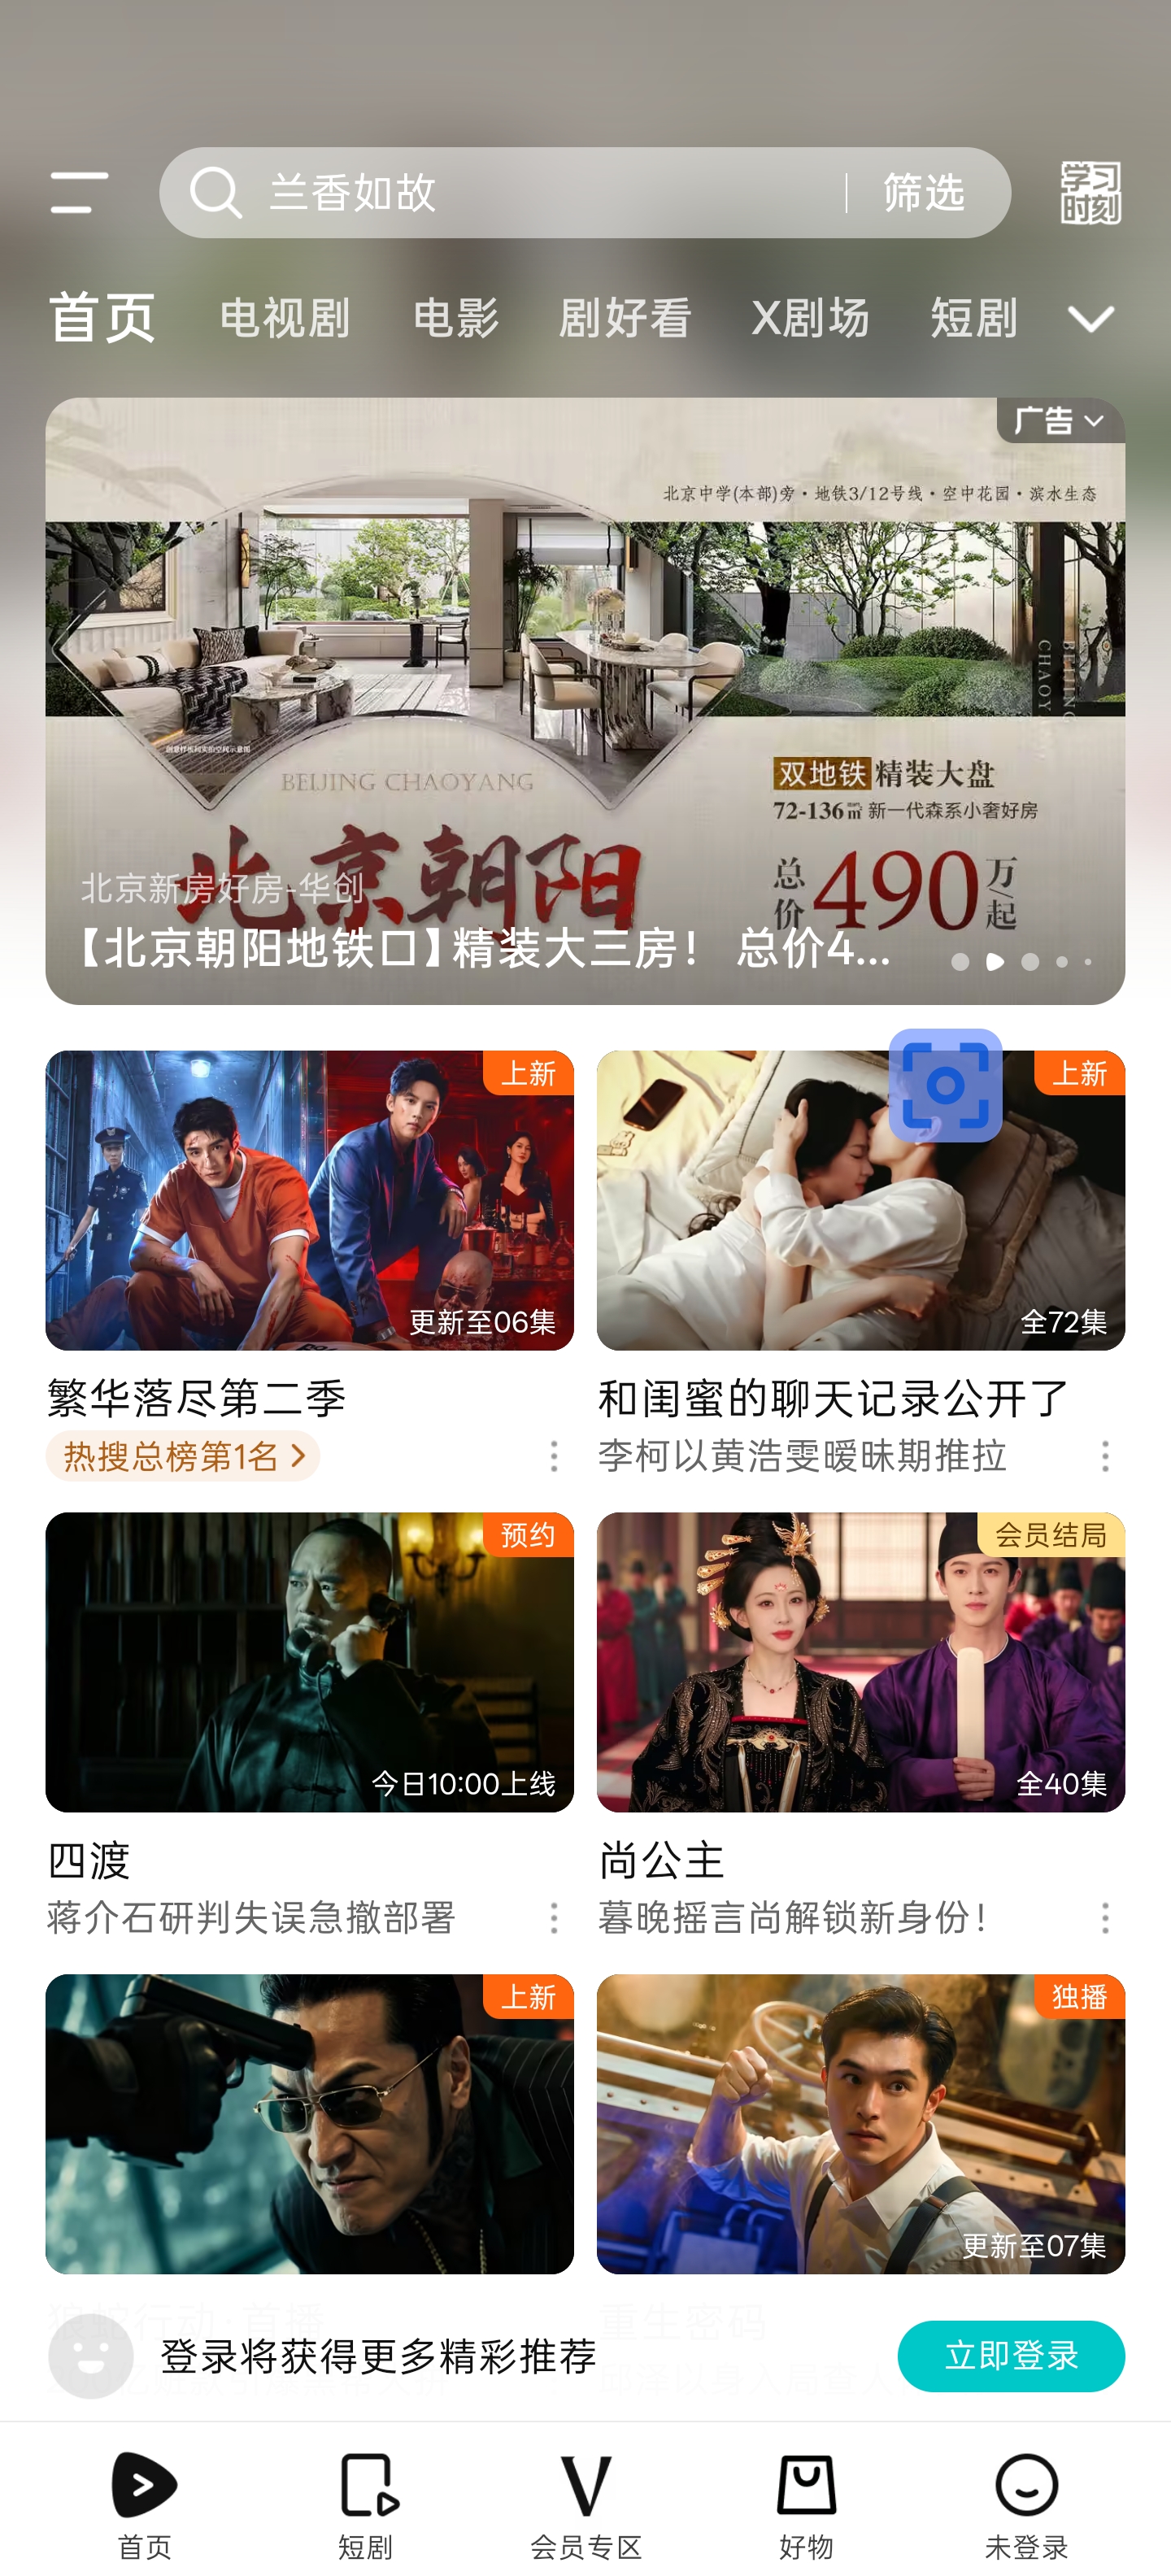 兰香如故
筛选
学习
时刻
首页
电视剧
电影
剧好看
X剧场
短剧
广告
北京中学(本部)旁・地铁3/12号线・空中花园・滨水生态
BEIJING
CHAOY
BEIJING CHAOYANG
双地铁 精装大盘
72-136㎡ 新一代森系小奢好房
北京朝阳
总价490万/起
北京新房好房-华创
【北京朝阳地铁口】精装大三房！ 总价4...
上新
更新至06集
上新
全72集
繁华落尽第二季
热搜总榜第1名
和闺蜜的聊天记录公开了
李柯以黄浩雯暧昧期推拉
预约
今日10:00上线
会员结局
全40集
四渡
蒋介石研判失误急撤部署
尚公主
暮晚摇言尚解锁新身份！
上新
独播
更新至07集
重生密码
登录将获得更多精彩推荐
立即登录
首页
短剧
会员专区
好物
未登录